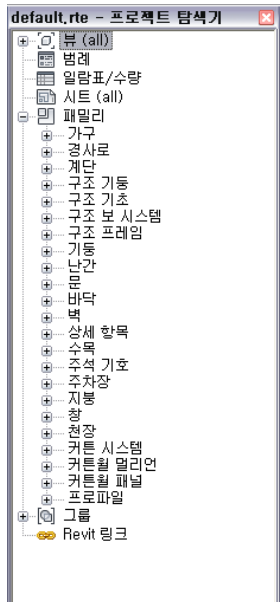 default.rte - 프로젝트 탐색기
뷰 (all)
범례
일람표/수량
시트 (all)
패밀리
가구
경사로
계단
구조 기둥
구조 기초
구조 보 시스템
구조 프레임
기둥
난간
문
바닥
벽
상세 항목
수목
주석 기호
주차장
지붕
창
천장
커튼 시스템
커튼월 멀리언
커튼월 패널
프로파일
그룹
Revit 링크